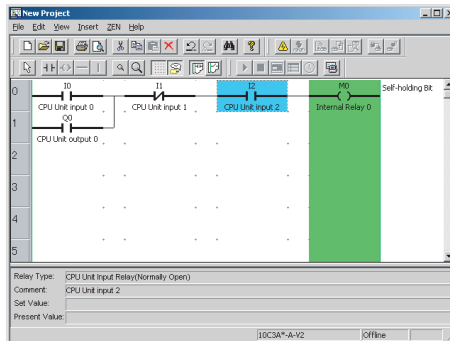 New Project
File Edit View Insert ZEN Help
0
I0
I1
I2
M0
Self-holding Bit
CPU Unit input 0
CPU Unit input 1
CPU Unit input 2
Internal Relay 0
1
Q0
CPU Unit output 0
2
3
4
5
Relay Type: CPU Unit Input Relay(Normally Open)
Comment: CPU Unit input 2
Set Value:
Present Value:
10C3A*-A-V2
Offline